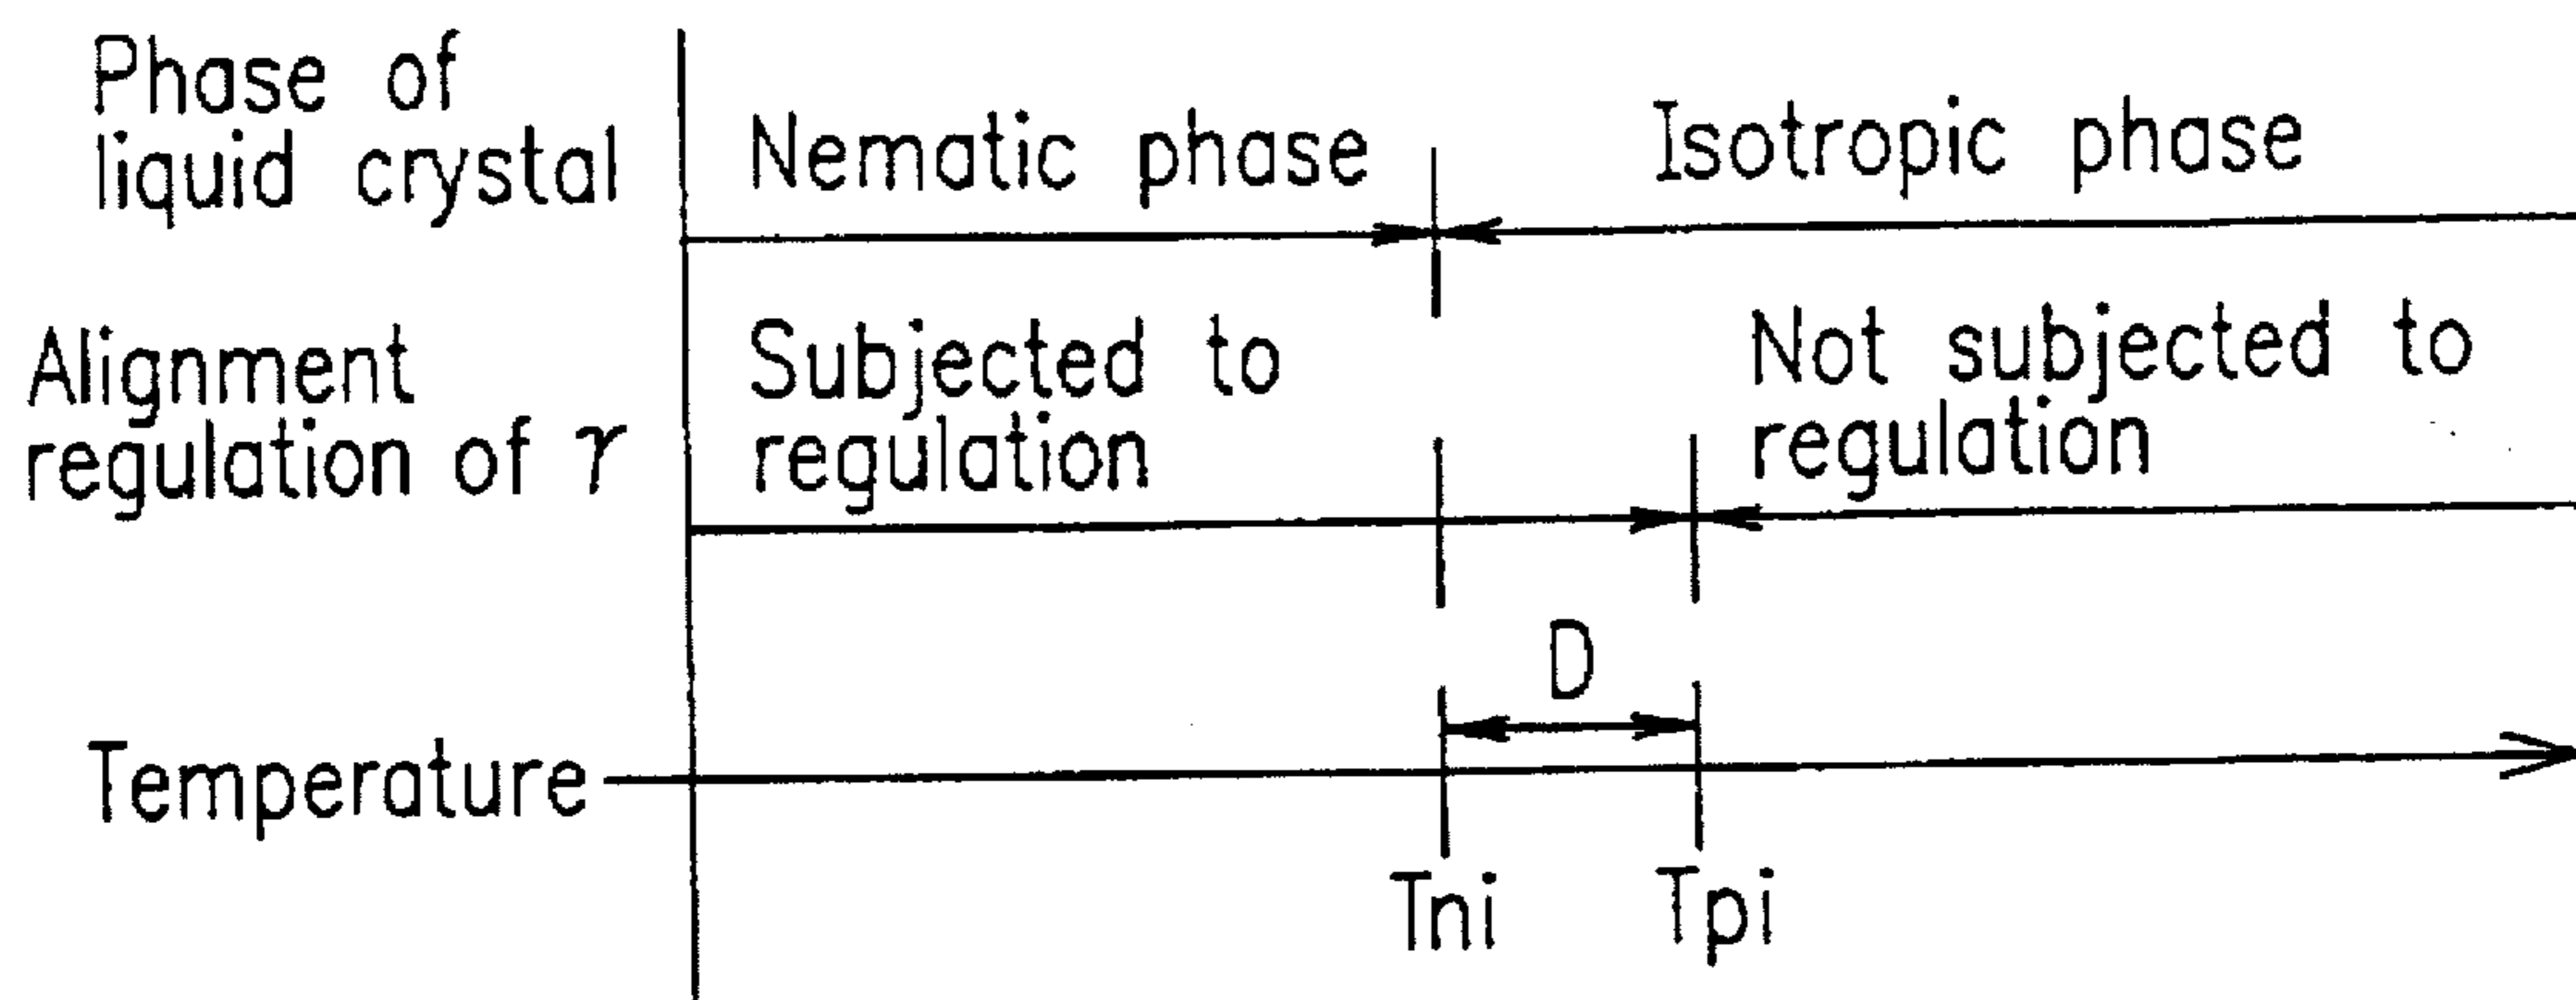 Phase of
liquid crystal
Nematic phase
Isotropic phase
Alignment
regulation of γ
Subjected to
regulation
Not subjected to
regulation
D
Temperature
Tni
Tpi